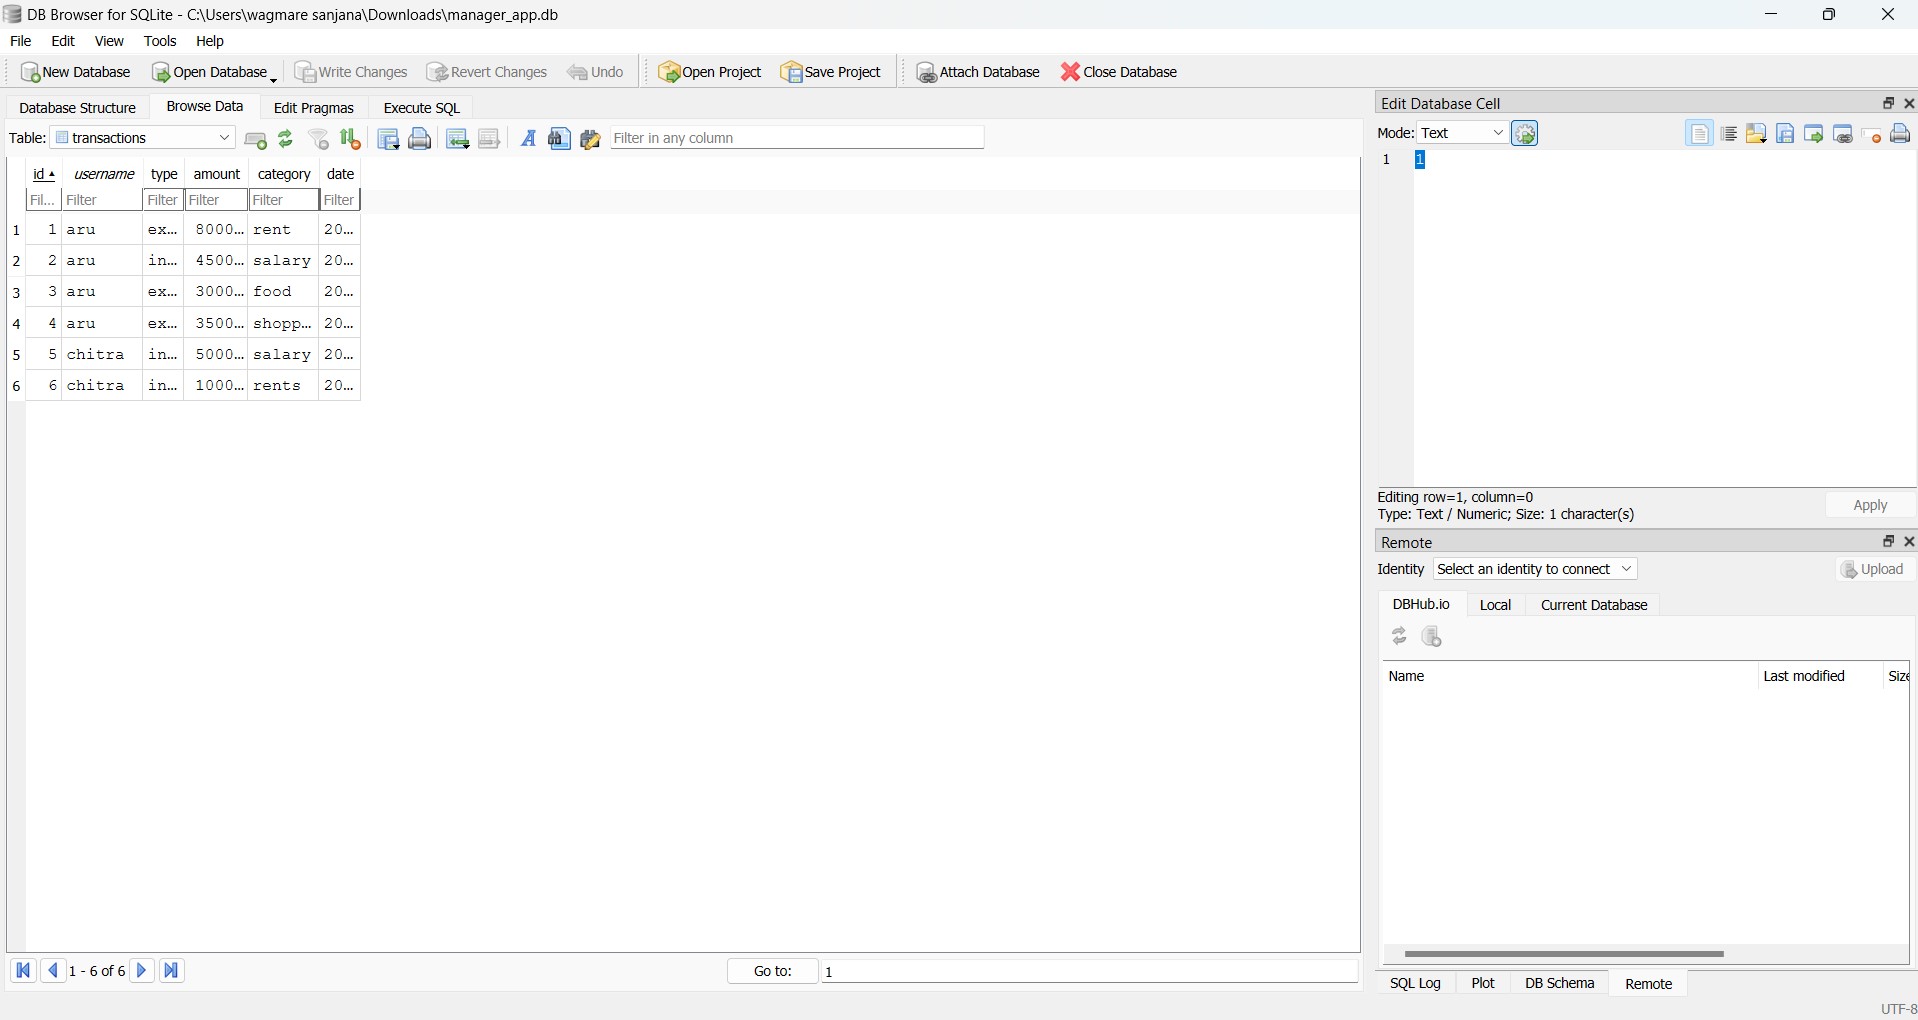 DB Browser for SQLite - C:\Users\wagmare sanjana\Downloads\manager_app.db
File Edit View Tools Help
New Database Open Database Write Changes Revert Changes Undo Open Project Save Project Attach Database Close Database
Database Structure Browse Data Edit Pragmas Execute SQL
Table: transactions Filter in any column
id username type amount category date
Fil... Filter Filter Filter Filter Filter
1 1 aru ex... 8000... rent 20...
2 2 aru in... 4500... salary 20...
3 3 aru ex... 3000... food 20...
4 4 aru ex... 3500... shopp... 20...
5 5 chitra in... 5000... salary 20...
6 6 chitra in... 1000... rents 20...
1 - 6 of 6 Go to: 1
Edit Database Cell
Mode: Text
1 1
Editing row=1, column=0
Type: Text / Numeric; Size: 1 character(s)
Apply
Remote
Identity Select an identity to connect Upload
DBHub.io Local Current Database
Name Last modified Size
SQL Log Plot DB Schema Remote
UTF-8